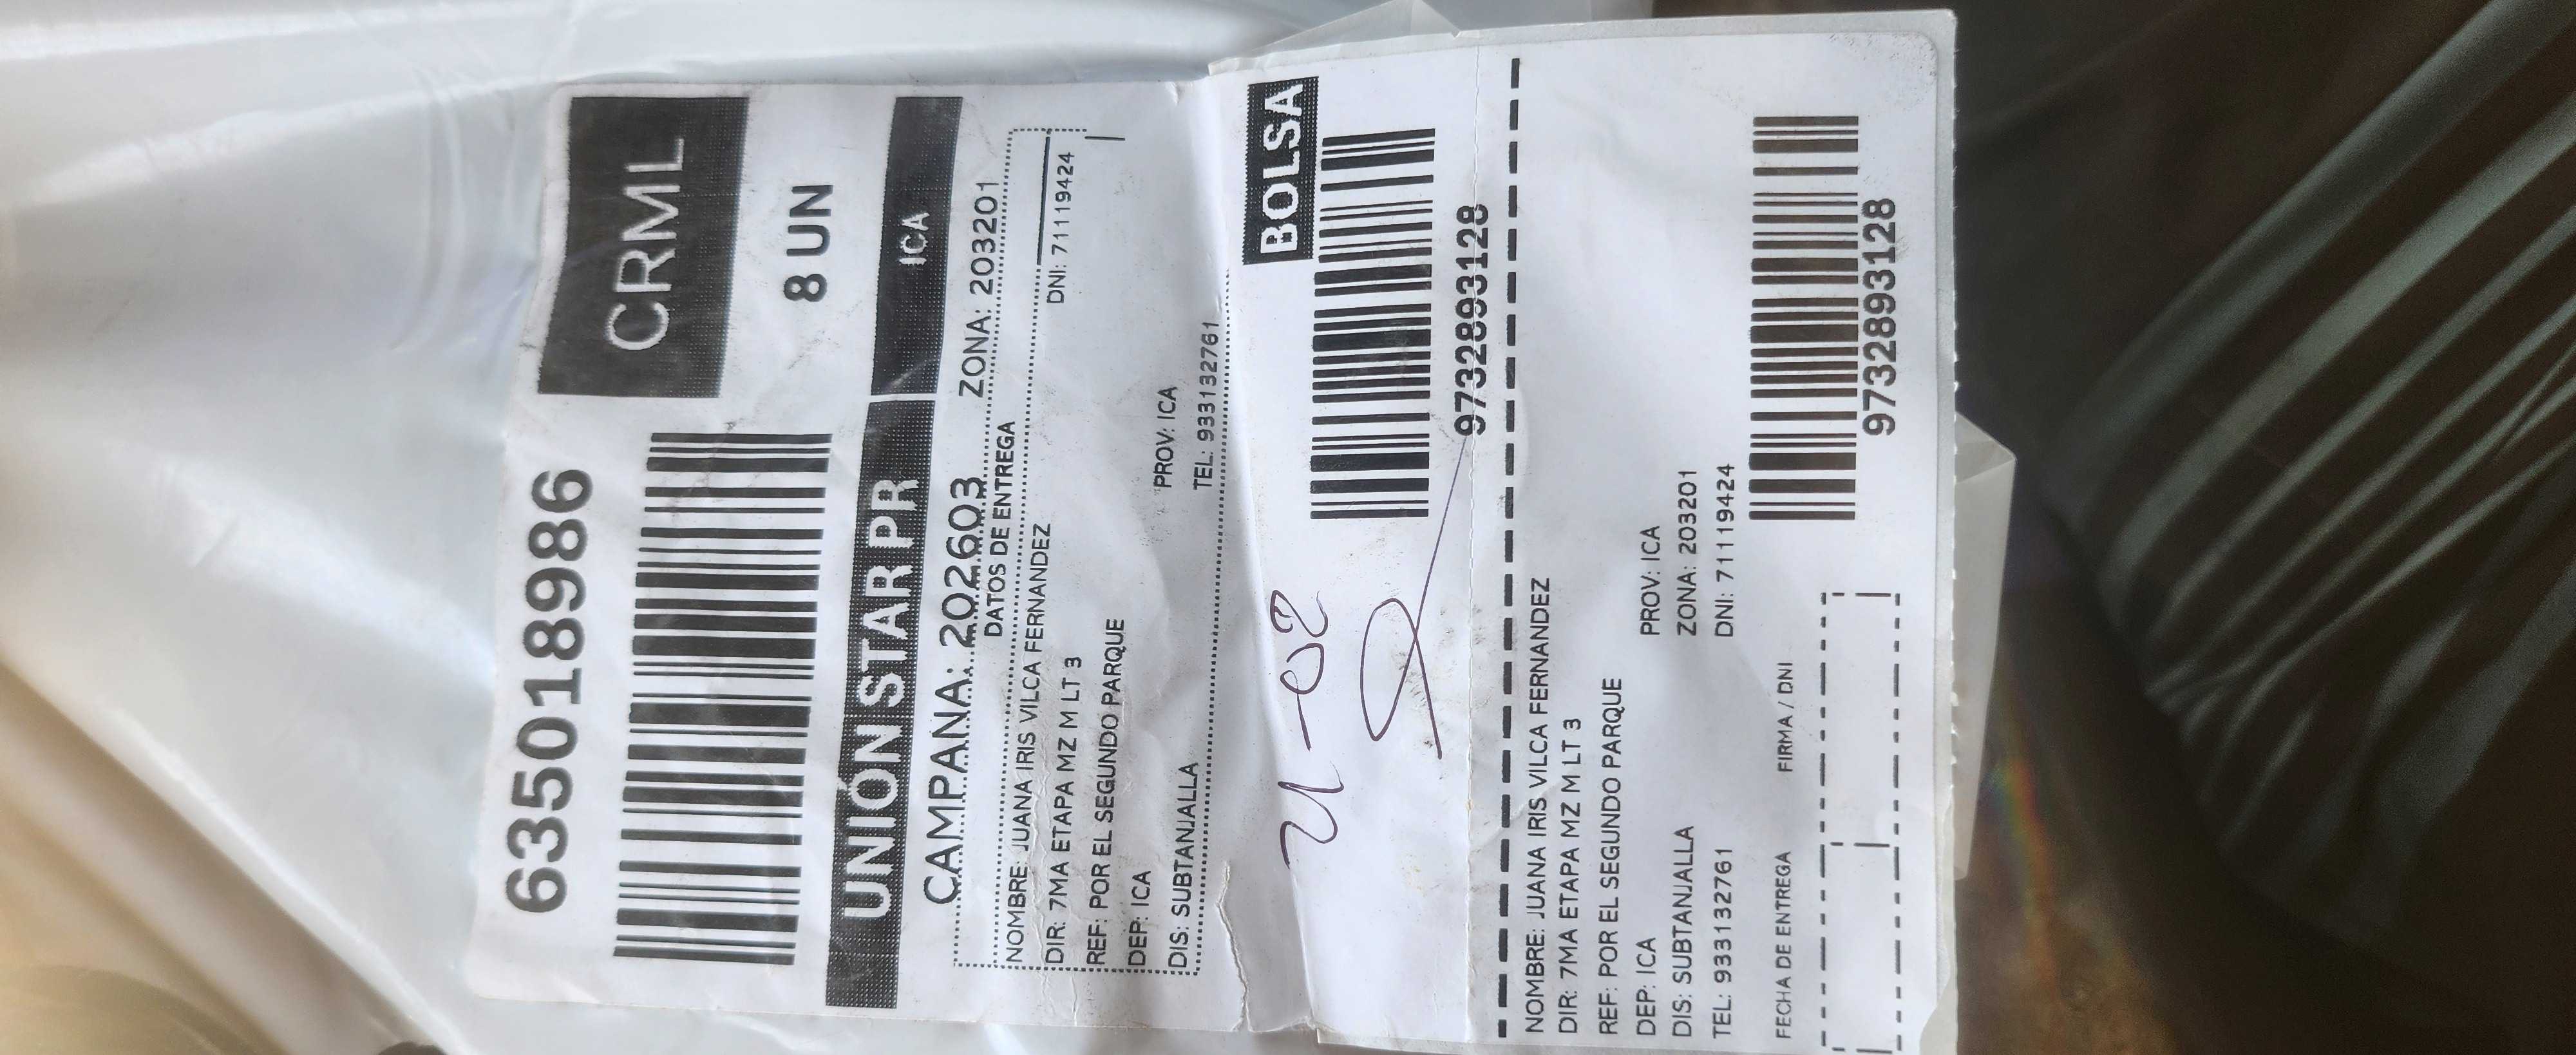 635018986
CRML
8 UN
UNIÓN STAR PR ICA
CAMPAÑA: 202603 ZONA: 203201
DATOS DE ENTREGA
NOMBRE: JUANA IRIS VILCA FERNANDEZ
DIR: 7MA ETAPA MZ M LT 3 DNI: 71119424
REF: POR EL SEGUNDO PARQUE
DEP: ICA PROV: ICA
DIS: SUBTANJALLA TEL: 933132761
BOLSA
21-02
9732893128
NOMBRE: JUANA IRIS VILCA FERNANDEZ
DIR: 7MA ETAPA MZ M LT 3
REF: POR EL SEGUNDO PARQUE
DEP: ICA PROV: ICA
DIS: SUBTANJALLA ZONA: 203201
TEL: 933132761 DNI: 71119424
FECHA DE ENTREGA FIRMA / DNI
9732893128